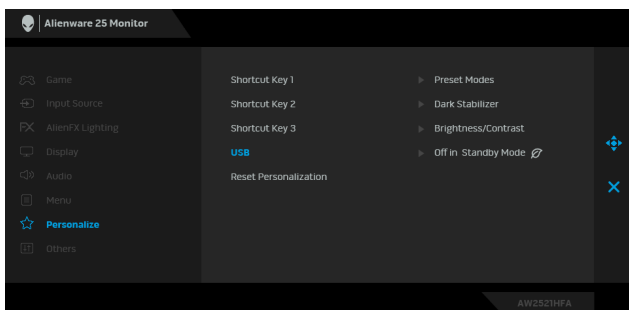 Alienware 25 Monitor
Game
Input Source
FX AlienFX Lighting
Display
Audio
Menu
Personalize
Others
Shortcut Key 1 Preset Modes
Shortcut Key 2 Dark Stabilizer
Shortcut Key 3 Brightness/Contrast
USB Off in Standby Mode
Reset Personalization
AW2521HFA